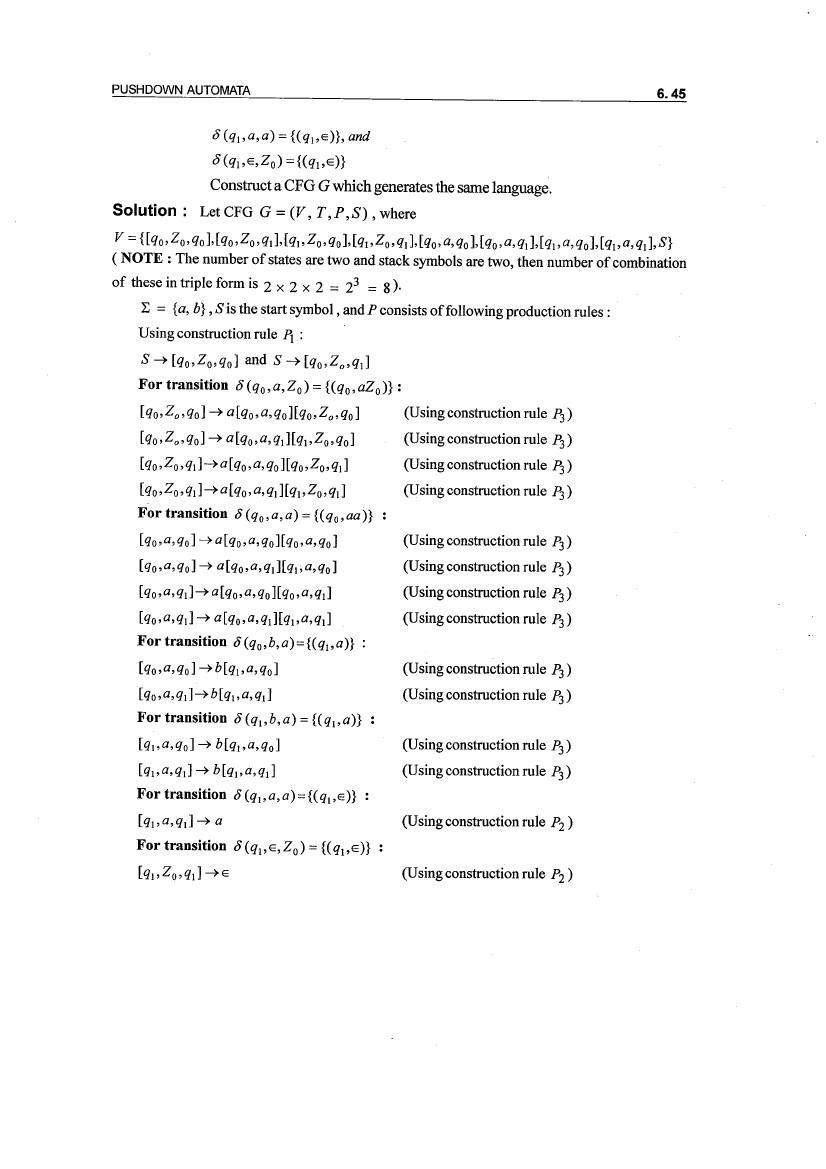 PUSHDOWN AUTOMATA 6.45
δ(q₁,a,a) = {(q₁,∈)}, and
δ(q₁,∈,Z₀) = {(q₁,∈)}
Construct a CFG G which generates the same language.
Solution : Let CFG G = (V, T, P, S), where
V = {[q₀,Z₀,q₀],[q₀,Z₀,q₁],[q₁,Z₀,q₀],[q₁,Z₀,q₁],[q₀,a,q₀],[q₀,a,q₁],[q₁,a,q₀],[q₁,a,q₁],S}
( NOTE : The number of states are two and stack symbols are two, then number of combination
of these in triple form is 2 × 2 × 2 = 2³ = 8).
Σ = {a, b}, S is the start symbol, and P consists of following production rules :
Using construction rule P₁ :
S → [q₀,Z₀,q₀] and S → [q₀,Zₒ,q₁]
For transition δ(q₀,a,Z₀) = {(q₀,aZ₀)} :
[q₀,Zₒ,q₀] → a[q₀,a,q₀][q₀,Zₒ,q₀] (Using construction rule P₃)
[q₀,Zₒ,q₀] → a[q₀,a,q₁][q₁,Z₀,q₀] (Using construction rule P₃)
[q₀,Z₀,q₁]→a[q₀,a,q₀][q₀,Z₀,q₁] (Using construction rule P₃)
[q₀,Z₀,q₁]→a[q₀,a,q₁][q₁,Z₀,q₁] (Using construction rule P₃)
For transition δ(q₀,a,a) = {(q₀,aa)} :
[q₀,a,q₀] → a[q₀,a,q₀][q₀,a,q₀] (Using construction rule P₃)
[q₀,a,q₀] → a[q₀,a,q₁][q₁,a,q₀] (Using construction rule P₃)
[q₀,a,q₁]→ a[q₀,a,q₀][q₀,a,q₁] (Using construction rule P₃)
[q₀,a,q₁]→ a[q₀,a,q₁][q₁,a,q₁] (Using construction rule P₃)
For transition δ(q₀,b,a)={(q₁,a)} :
[q₀,a,q₀] →b[q₁,a,q₀] (Using construction rule P₃)
[q₀,a,q₁]→b[q₁,a,q₁] (Using construction rule P₃)
For transition δ(q₁,b,a) = {(q₁,a)} :
[q₁,a,q₀] → b[q₁,a,q₀] (Using construction rule P₃)
[q₁,a,q₁] → b[q₁,a,q₁] (Using construction rule P₃)
For transition δ(q₁,a,a)={(q₁,∈)} :
[q₁,a,q₁] → a (Using construction rule P₂)
For transition δ(q₁,∈,Z₀) = {(q₁,∈)} :
[q₁,Z₀,q₁] →∈ (Using construction rule P₂)